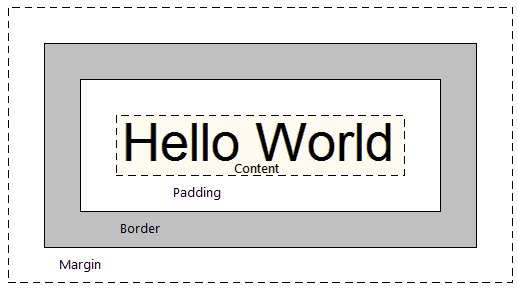 Hello World
Content
Padding
Border
Margin